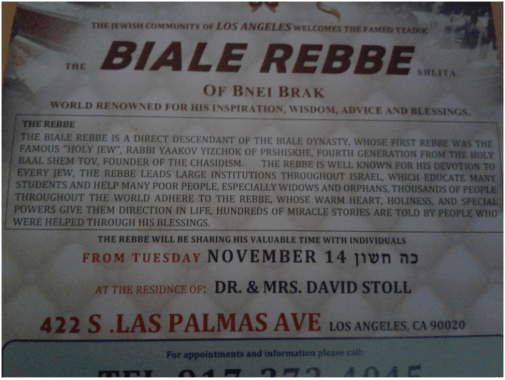 THE JEWISH COMMUNITY OF LOS ANGELES WELCOMES THE FAMED TZADIK
THE BIALE REBBE SHLITA
OF BNEI BRAK
WORLD RENOWNED FOR HIS INSPIRATION, WISDOM, ADVICE AND BLESSINGS.
THE REBBE
THE BIALE REBBE IS A DIRECT DESCENDANT OF THE BIALE DYNASTY, WHOSE FIRST REBBE WAS THE
FAMOUS "HOLY JEW", RABBI YAAKOV YIZCHOK OF PRSHISKHE, FOURTH GENERATION FROM THE HOLY
BAAL SHEM TOV, FOUNDER OF THE CHASIDISM. THE REBBE IS WELL KNOWN FOR HIS DEVOTION TO
EVERY JEW, THE REBBE LEADS LARGE INSTITUTIONS THROUGHOUT ISRAEL, WHICH EDUCATE MANY
STUDENTS AND HELP MANY POOR PEOPLE, ESPECIALLY WIDOWS AND ORPHANS, THOUSANDS OF PEOPLE
THROUGHOUT THE WORLD ADHERE TO THE REBBE, WHOSE WARM HEART, HOLINESS, AND SPECIAL
POWERS GIVE THEM DIRECTION IN LIFE, HUNDREDS OF MIRACLE STORIES ARE TOLD BY PEOPLE WHO
WERE HELPED THROUGH HIS BLESSINGS.
THE REBBE WILL BE SHARING HIS VALUABLE TIME WITH INDIVIDUALS
FROM TUESDAY NOVEMBER 14 כה חשון
AT THE RESIDNCE OF: DR. & MRS. DAVID STOLL
422 S .LAS PALMAS AVE LOS ANGELES, CA 90020
For appointments and information please call:
TEL 917-373-4045